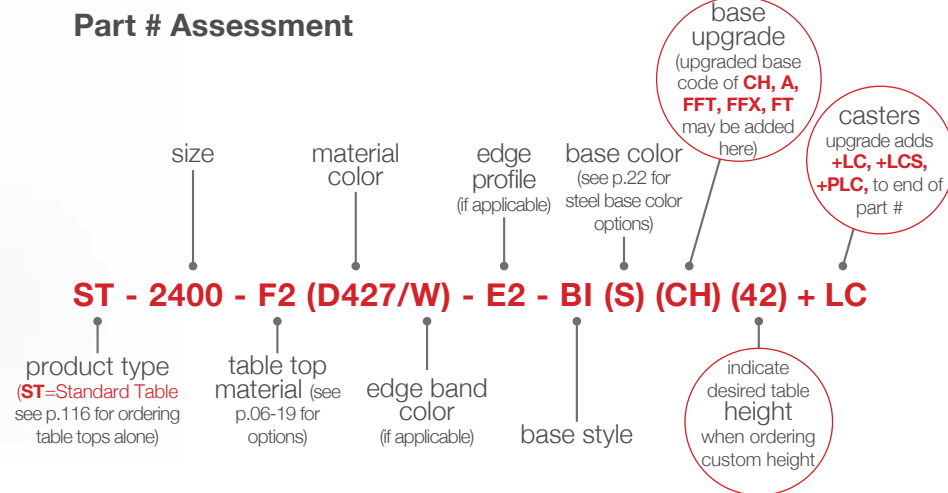 Part # Assessment
base
upgrade
(upgraded base
code of CH, A,
FFT, FFX, FT
may be added
here)
casters
upgrade adds
+LC, +LCS,
+PLC, to end of
part #
size
material
color
edge
profile
(if applicable)
base color
(see p.22 for
steel base color
options)
ST - 2400 - F2 (D427/W) - E2 - BI (S) (CH) (42) + LC
product type
(ST=Standard Table
see p.116 for ordering
table tops alone)
table top
material (see
p.06-19 for
options)
edge band
color
(if applicable)
base style
indicate
desired table
height
when ordering
custom height